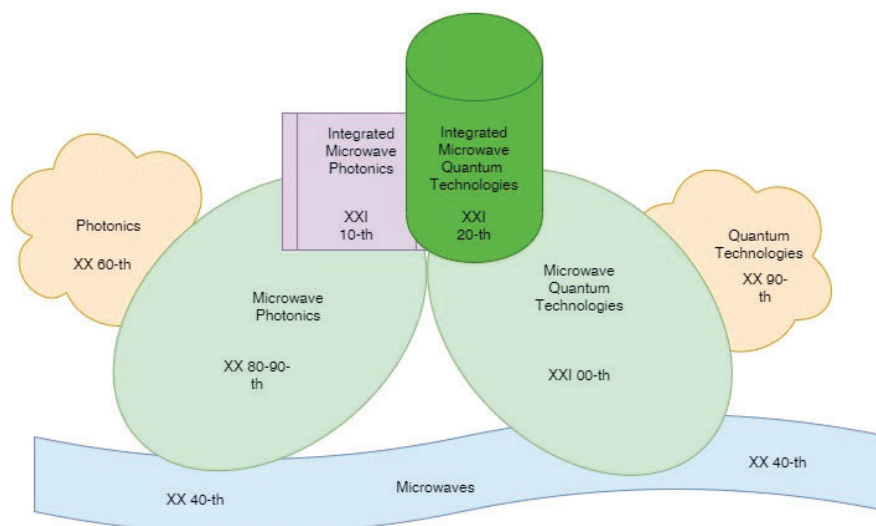 Integrated
Microwave
Photonics
XXI
10-th
Integrated
Microwave
Quantum
Technologies
XXI
20-th
Photonics
XX 60-th
Quantum
Technologies
XX 90-
th
Microwave
Photonics
XX 80-90-
th
Microwave
Quantum
Technologies
XXI 00-th
XX 40-th
Microwaves
XX 40-th